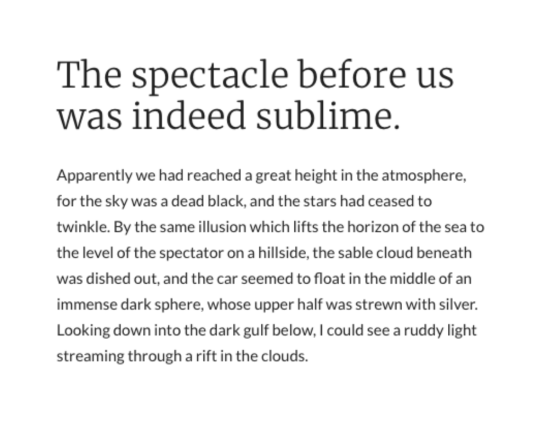 The spectacle before us
was indeed sublime.
Apparently we had reached a great height in the atmosphere,
for the sky was a dead black, and the stars had ceased to
twinkle. By the same illusion which lifts the horizon of the sea to
the level of the spectator on a hillside, the sable cloud beneath
was dished out, and the car seemed to float in the middle of an
immense dark sphere, whose upper half was strewn with silver.
Looking down into the dark gulf below, I could see a ruddy light
streaming through a rift in the clouds.